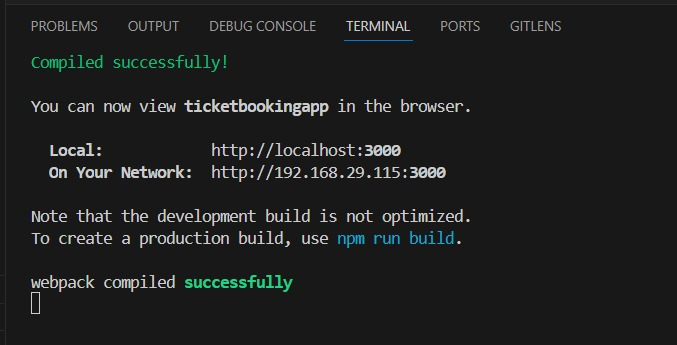 PROBLEMS OUTPUT DEBUG CONSOLE TERMINAL PORTS GITLENS
Compiled successfully!
You can now view ticketbookingapp in the browser.
Local: http://localhost:3000
On Your Network: http://192.168.29.115:3000
Note that the development build is not optimized.
To create a production build, use npm run build.
webpack compiled successfully